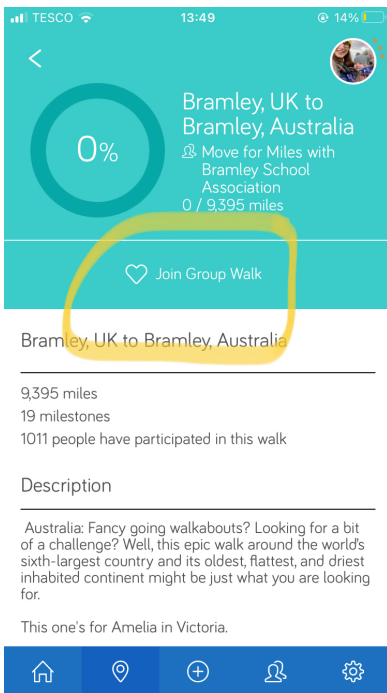 TESCO 13:49 14%
0%
Bramley, UK to
Bramley, Australia
Move for Miles with
Bramley School
Association
0 / 9,395 miles
Join Group Walk
Bramley, UK to Bramley, Australia
9,395 miles
19 milestones
1011 people have participated in this walk
Description
Australia: Fancy going walkabouts? Looking for a bit
of a challenge? Well, this epic walk around the world's
sixth-largest country and its oldest, flattest, and driest
inhabited continent might be just what you are looking
for.
This one's for Amelia in Victoria.